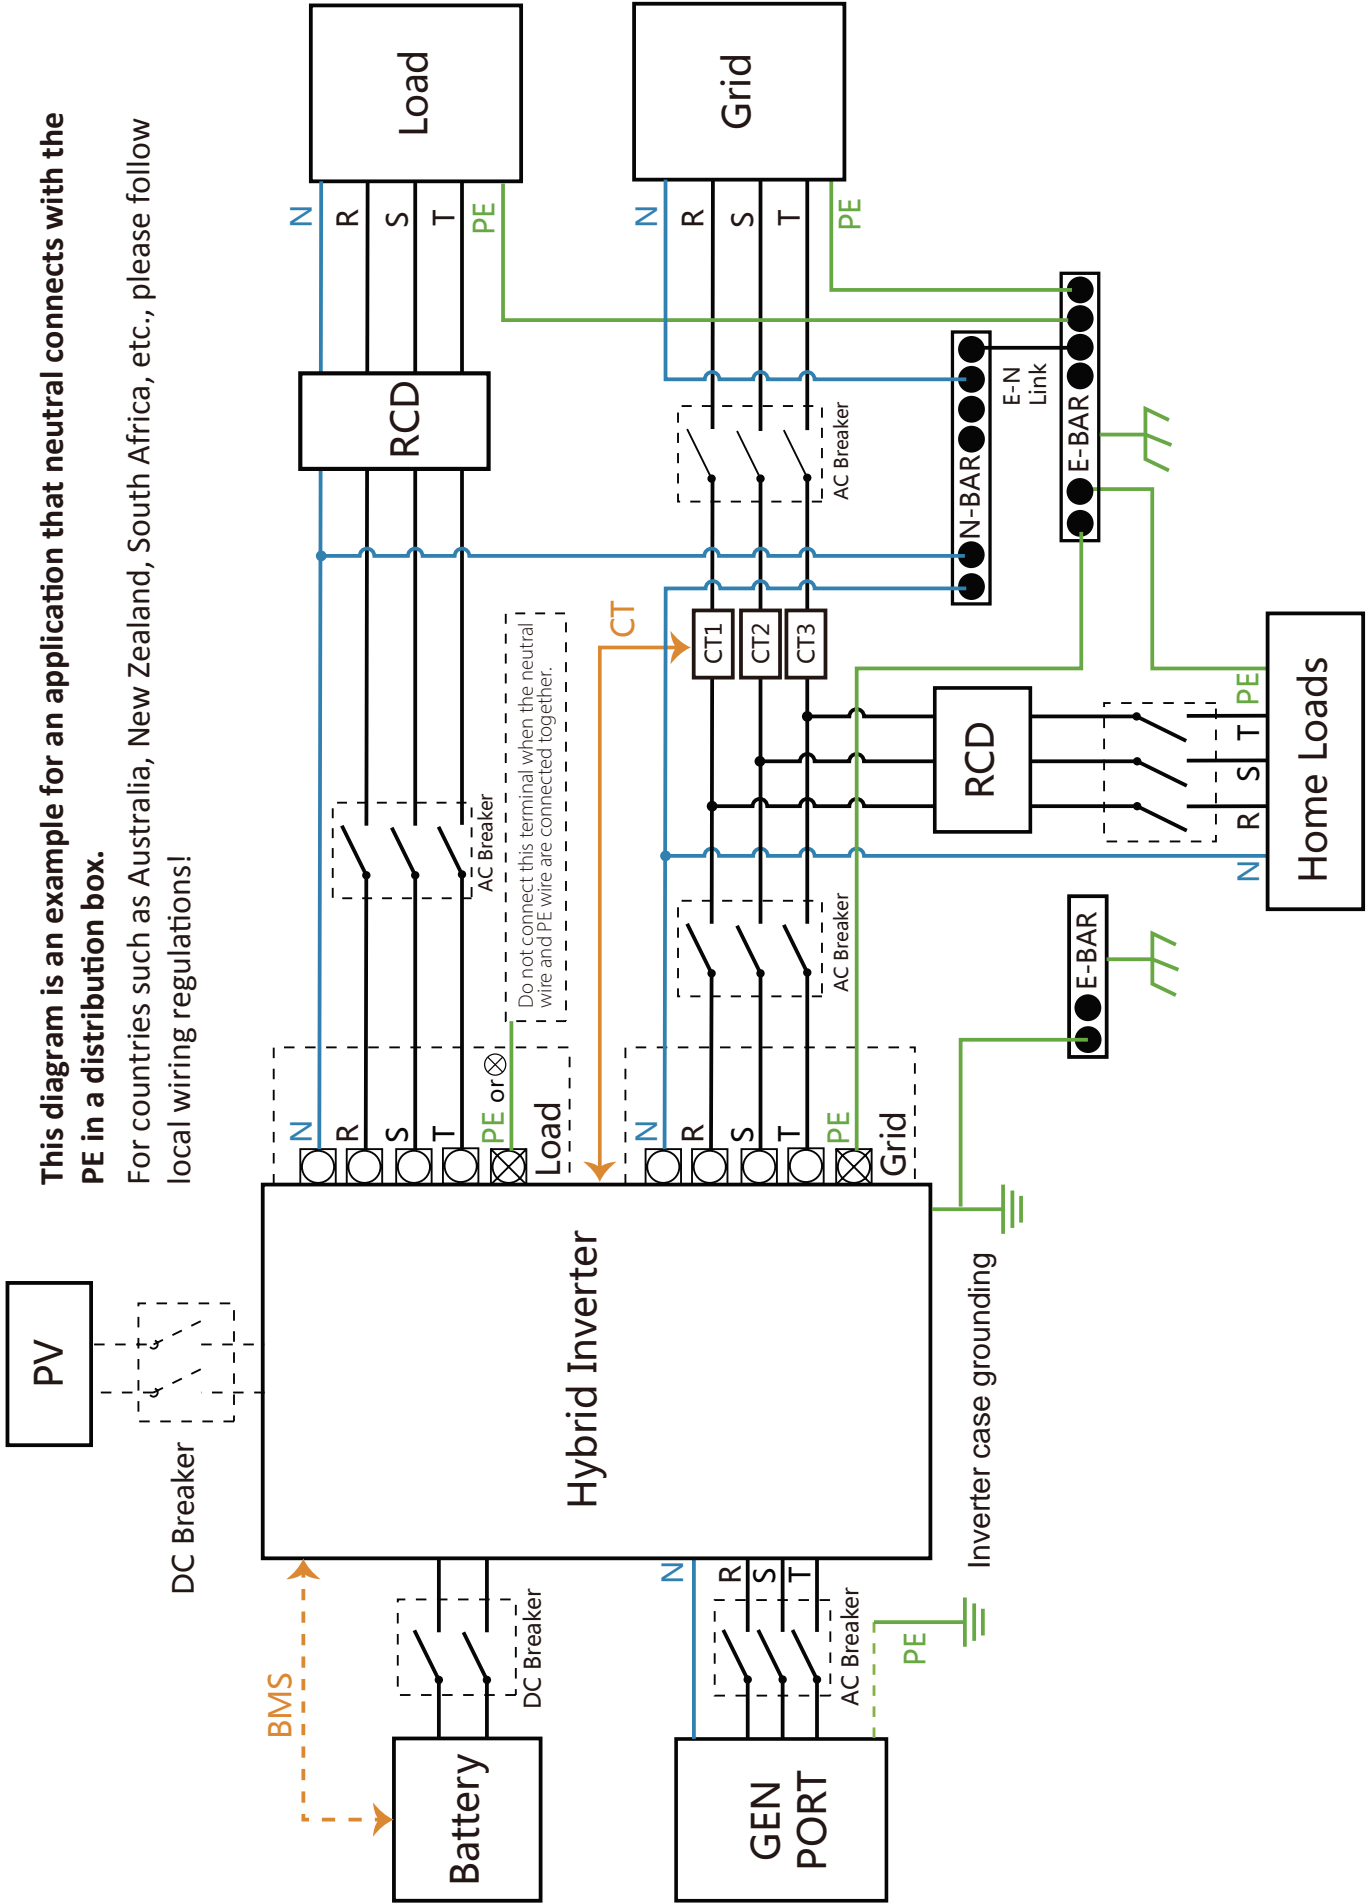 This diagram is an example for an application that neutral connects with the
PE in a distribution box.
For countries such as Australia, New Zealand, South Africa, etc., please follow
local wiring regulations!
PV
DC Breaker
BMS
Battery
DC Breaker
Hybrid Inverter
N
R
S
T
PE or
Load
AC Breaker
Do not connect this terminal when the neutral
wire and PE wire are connected together.
RCD
N
R
S
T
PE
Load
CT
N
R
S
T
PE
Grid
AC Breaker
CT1
CT2
CT3
AC Breaker
N
R
S
T
PE
Grid
N-BAR
E-N
Link
E-BAR
RCD
N
R
S
T
PE
Home Loads
E-BAR
Inverter case grounding
N
R
S
T
AC Breaker
PE
GEN
PORT